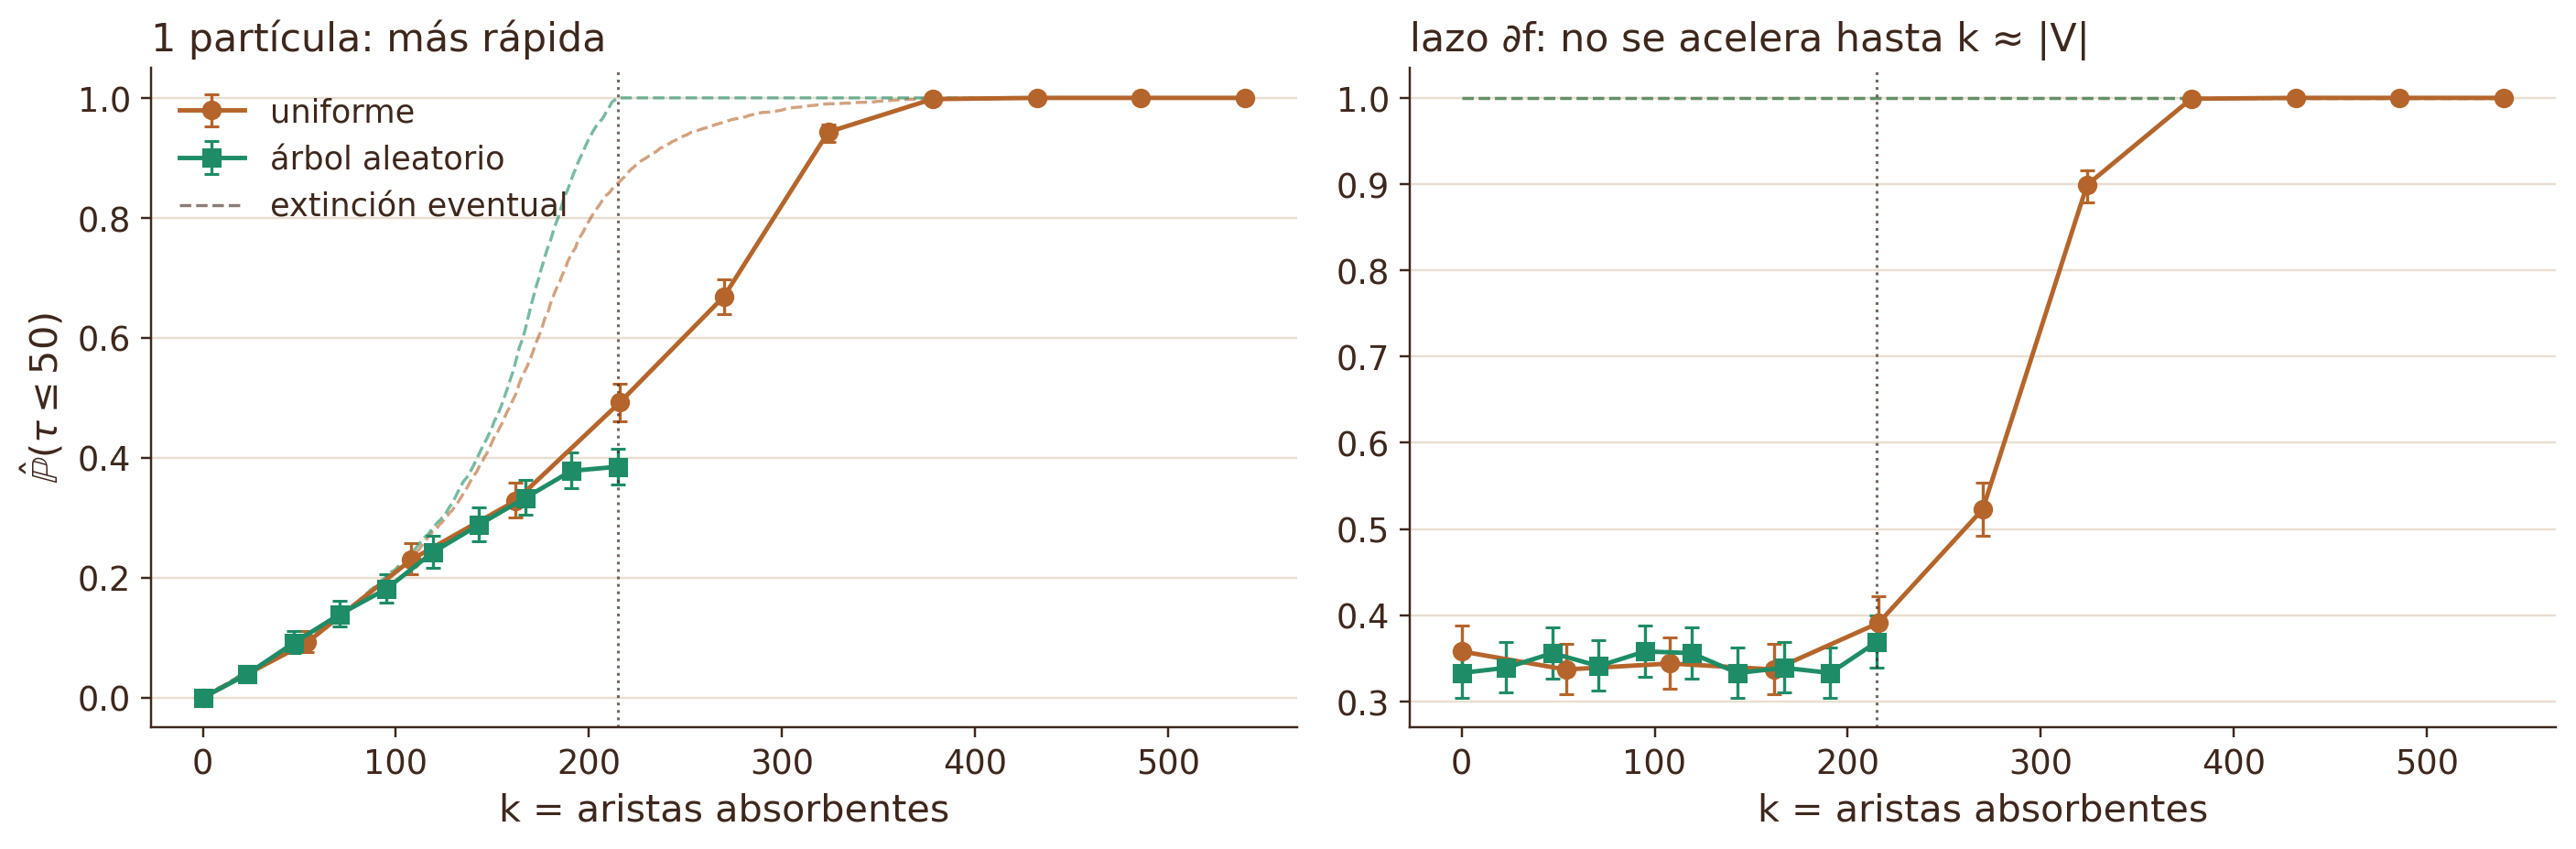 1 partícula: más rápida
lazo ∂f: no se acelera hasta k ≈ |V|
uniforme
árbol aleatorio
extinción eventual
ℙ̂(τ ≤ 50)
1.0
0.8
0.6
0.4
0.2
0.0
0 100 200 300 400 500
k = aristas absorbentes
1.0
0.9
0.8
0.7
0.6
0.5
0.4
0.3
0 100 200 300 400 500
k = aristas absorbentes